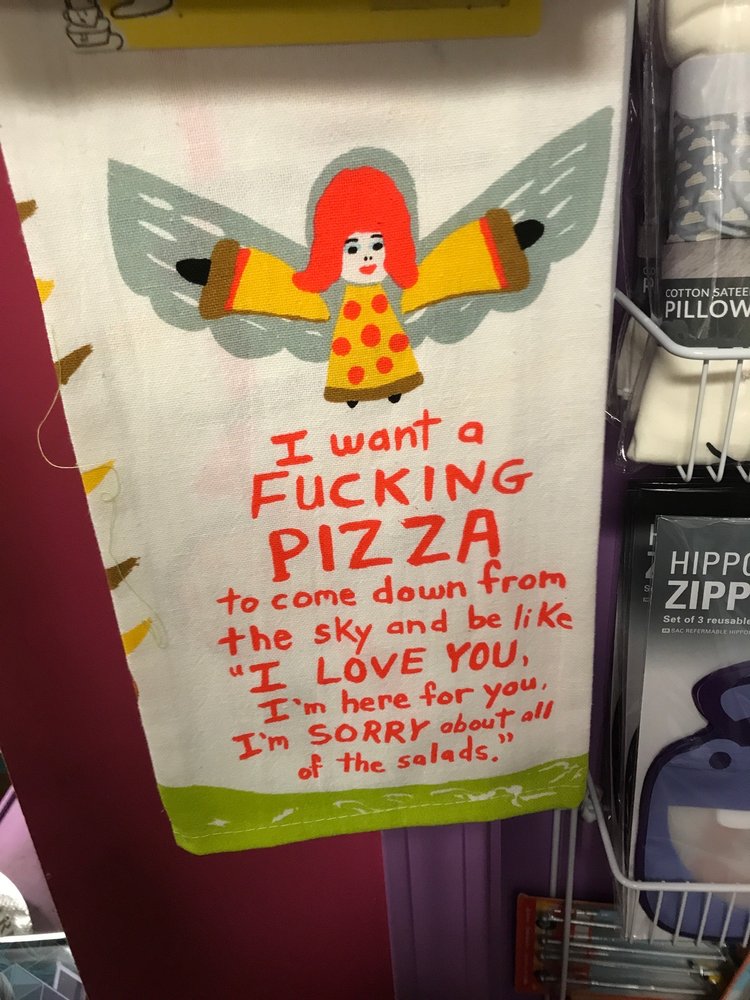 I want a
FUCKING
PIZZA
to come down from
the sky and be like
"I LOVE YOU,
I'm here for you,
I'm SORRY about all
of the salads."
COTTON SATEE
PILLOW
HIPPO
ZIPP
Set of 3 reusable